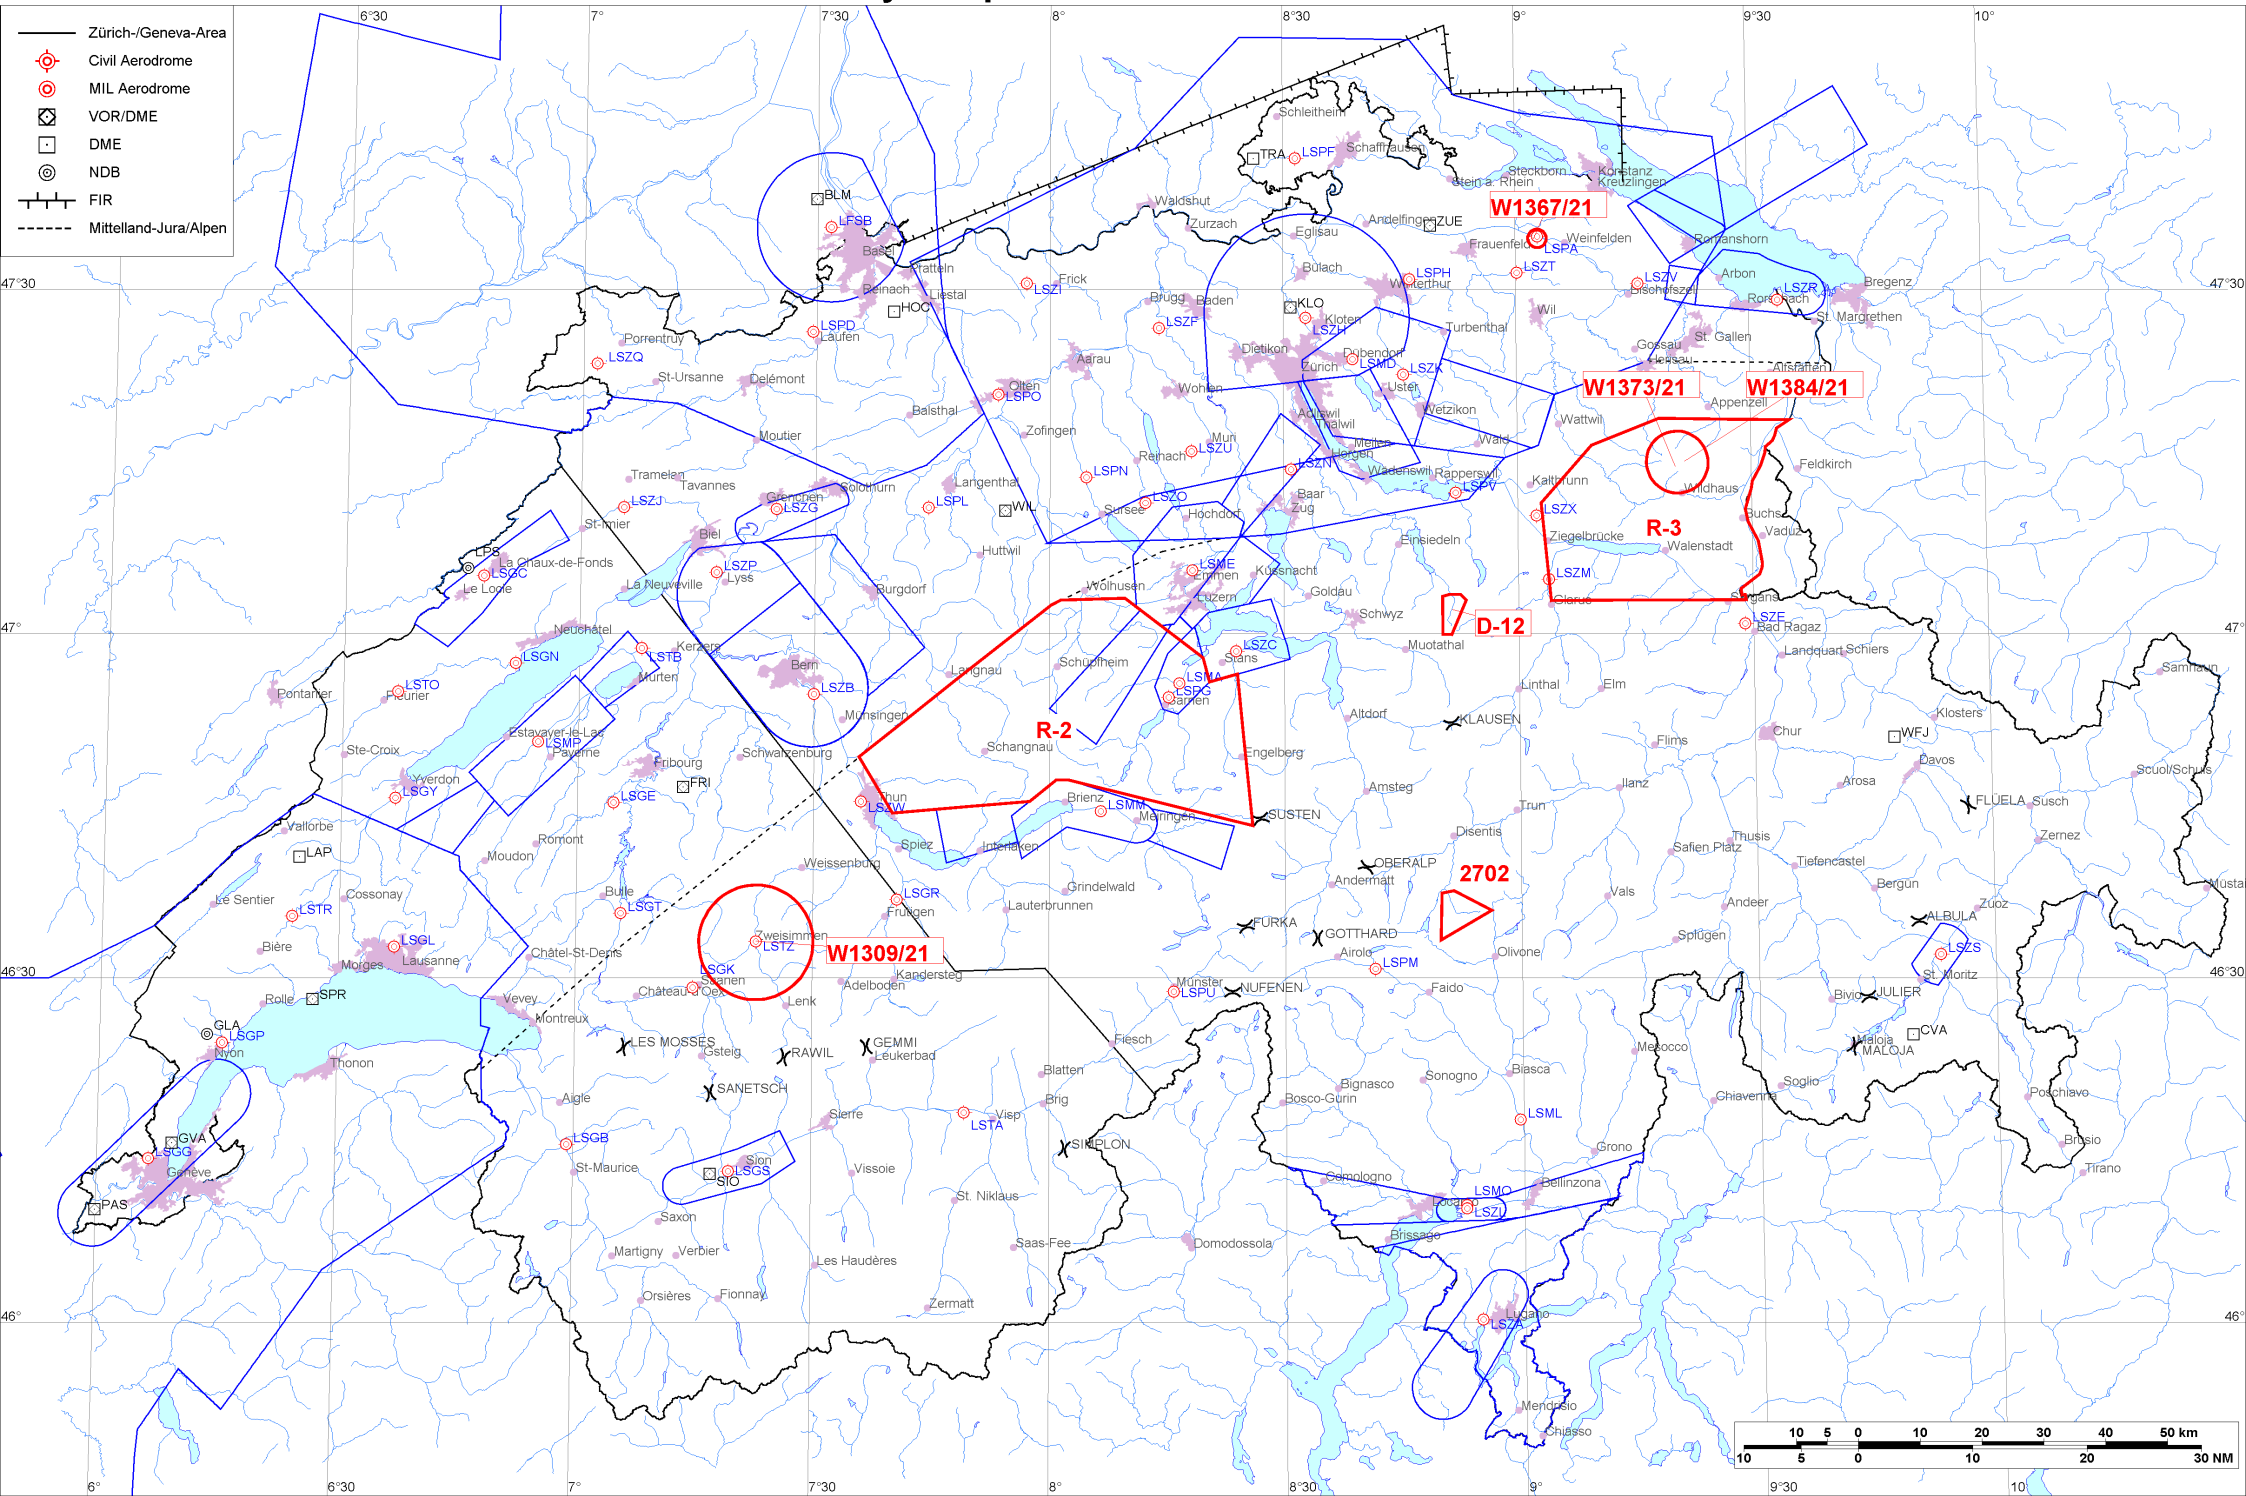 6°30
7°
7°30
8°
8°30
9°
9°30
10°
Zürich-/Geneva-Area
Civil Aerodrome
MIL Aerodrome
VOR/DME
DME
NDB
FIR
Mittelland-Jura/Alpen
Schleitheim
TRA
LSPF
Schaffhausen
Steckborn
Konstanz
Stein a. Rhein
Kreuzlingen
BLM
Waldshut
W1367/21
LFSB
Zurzach
Eglisau
Andelfingen
ZUE
Basel
Frauenfeld
LSPA
Weinfelden
Romanshorn
Pratteln
Bülach
LSPH
LSZT
Arbon
47°30
Reinach
Liestal
LSZI
Frick
Winterthur
LSZV
Bischofszell
LSZR
Rorschach
Bregenz
47°30
HOC
Brugg
Baden
KLO
Kloten
LSZH
Wil
St. Margrethen
LSPD
Laufen
LSZF
Turbenthal
St. Gallen
Porrentruy
LSZQ
Aarau
Dietikon
Zürich
Dübendorf
LSMD
LSZK
Gossau
Herisau
Altstätten
St-Ursanne
Delémont
Olten
LSPO
Wohlen
Uster
W1373/21
W1384/21
Balsthal
Wetzikon
Appenzell
Adliswil
Thalwil
Wattwil
Moutier
Zofingen
Muri
LSZU
Meilen
Wald
Reinach
Horgen
Tramelan
Tavannes
LSPN
LSZN
Wädenswil
Rapperswil
Kaltbrunn
Feldkirch
Solothurn
Langenthal
LSPV
Wildhaus
Grenchen
LSZG
LSZJ
LSPL
WIL
LSZO
Baar
Zug
LSZX
Sursee
Hochdorf
Buchs
St-Imier
R-3
Vaduz
Biel
Ziegelbrücke
Walenstadt
Einsiedeln
LPS
La Chaux-de-Fonds
LSGC
Huttwil
LSZP
Lyss
LSME
Emmen
Küssnacht
LSZM
Le Locle
La Neuveville
Burgdorf
Wolhusen
Luzern
Goldau
Glarus
Sargans
Schwyz
D-12
LSZE
Bad Ragaz
47°
Neuchâtel
47°
Kerzers
LSTB
LSGN
Muotathal
LSZC
Stans
Landquart
Schiers
Bern
Langnau
Schüpfheim
Samnaun
Murten
LSTO
Fleurier
LSZB
LSMA
LSPG
Sarnen
Linthal
Elm
Pontarlier
Münsingen
Altdorf
KLAUSEN
Klosters
Estavayer-le-Lac
LSMP
Payerne
R-2
Chur
WFJ
Ste-Croix
Schwarzenburg
Schangnau
Engelberg
Flims
Davos
Fribourg
Scuol/Schuls
Yverdon
LSGY
FRI
Amsteg
Ilanz
Arosa
LSGE
Thun
LSZW
Brienz
LSMM
Meiringen
SUSTEN
Trun
FLÜELA
Susch
Vallorbe
Romont
Disentis
Thusis
Zernez
LAP
Moudon
Spiez
Interlaken
Safien Platz
Weissenburg
OBERALP
2702
Tiefencastel
Cossonay
Bulle
Grindelwald
Andermatt
Vals
Bergün
Müstair
Le Sentier
LSGR
Frutigen
Lauterbrunnen
Andeer
Zuoz
LSTR
LSGT
FURKA
ALBULA
Zweisimmen
LSTZ
GOTTHARD
Splügen
LSGL
Bière
W1309/21
Airolo
Olivone
LSZS
Châtel-St-Denis
Morges
Lausanne
LSGK
LSPM
46°30
Saanen
Kandersteg
Adelboden
Münster
LSPU
NUFENEN
Faido
St. Moritz
46°30
SPR
Rolle
Vevey
Château-d'Oex
Lenk
Bivio
JULIER
Montreux
GLA
LSGP
CVA
Nyon
LES MOSSES
RAWIL
GEMMI
Fiesch
Maloja
MALOJA
Gsteig
Leukerbad
Mesocco
Thonon
Blatten
Biasca
SANETSCH
Bignasco
Sonogno
Soglio
Poschiavo
Aigle
Brig
Bosco-Gurin
Chiavenna
Sierre
LSTA
Visp
LSML
GVA
LSGB
SIMPLON
Grono
Brusio
LSGG
Sion
LSGS
SIO
Genève
St-Maurice
Vissoie
Comologno
Bellinzona
Tirano
LSMO
PAS
St. Niklaus
Locarno
LSZL
Saxon
Brissago
Martigny
Verbier
Saas-Fee
Domodossola
Les Haudères
Orsières
Fionnay
Zermatt
46°
Lugano
LSZA
46°
Mendrisio
Chiasso
10 5 0 10 20 30 40 50 km
10 5 0 10 20 30 NM
6°
6°30
7°
7°30
8°
8°30
9°
9°30
10